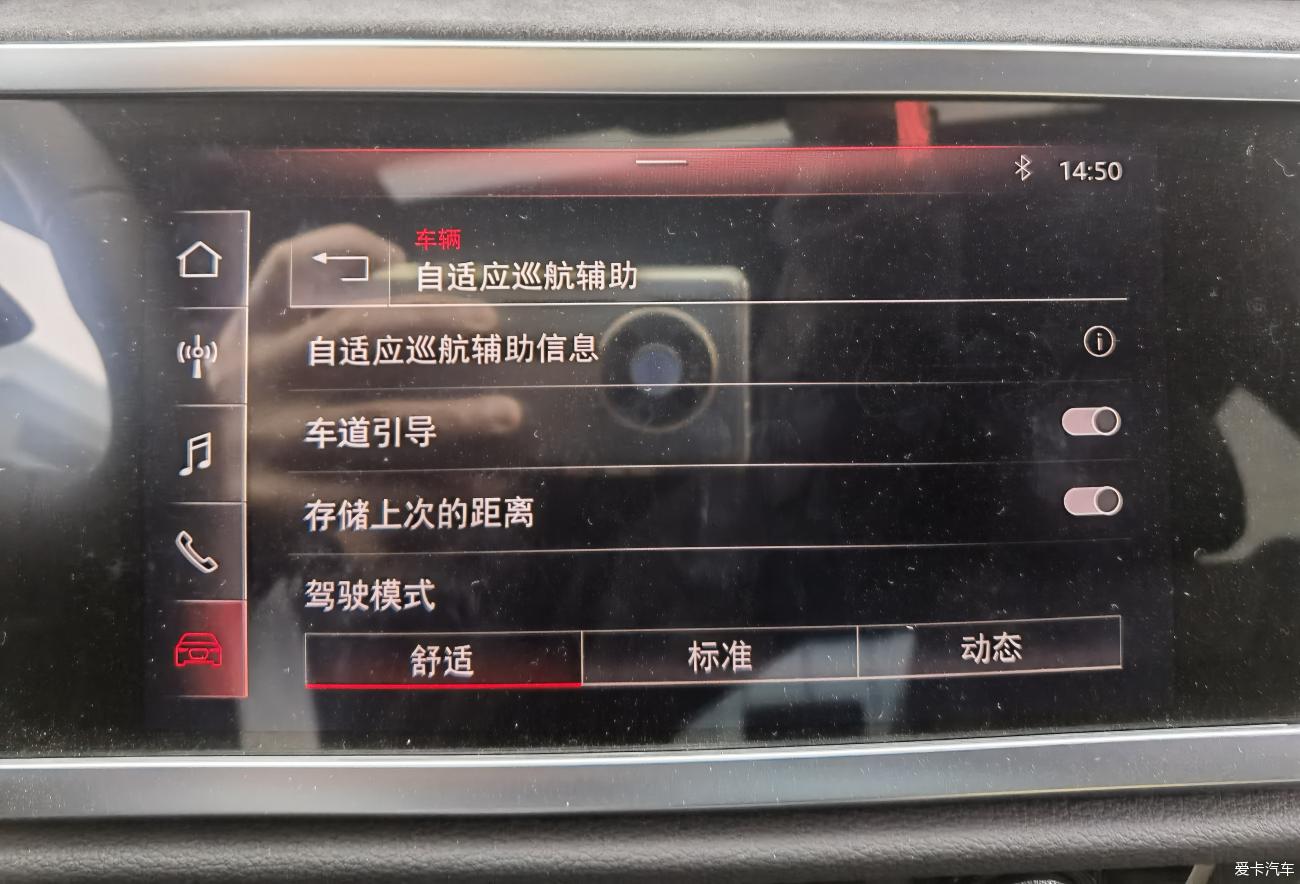 14:50
车辆
自适应巡航辅助
自适应巡航辅助信息
车道引导
存储上次的距离
驾驶模式
舒适 标准 动态
爱卡汽车